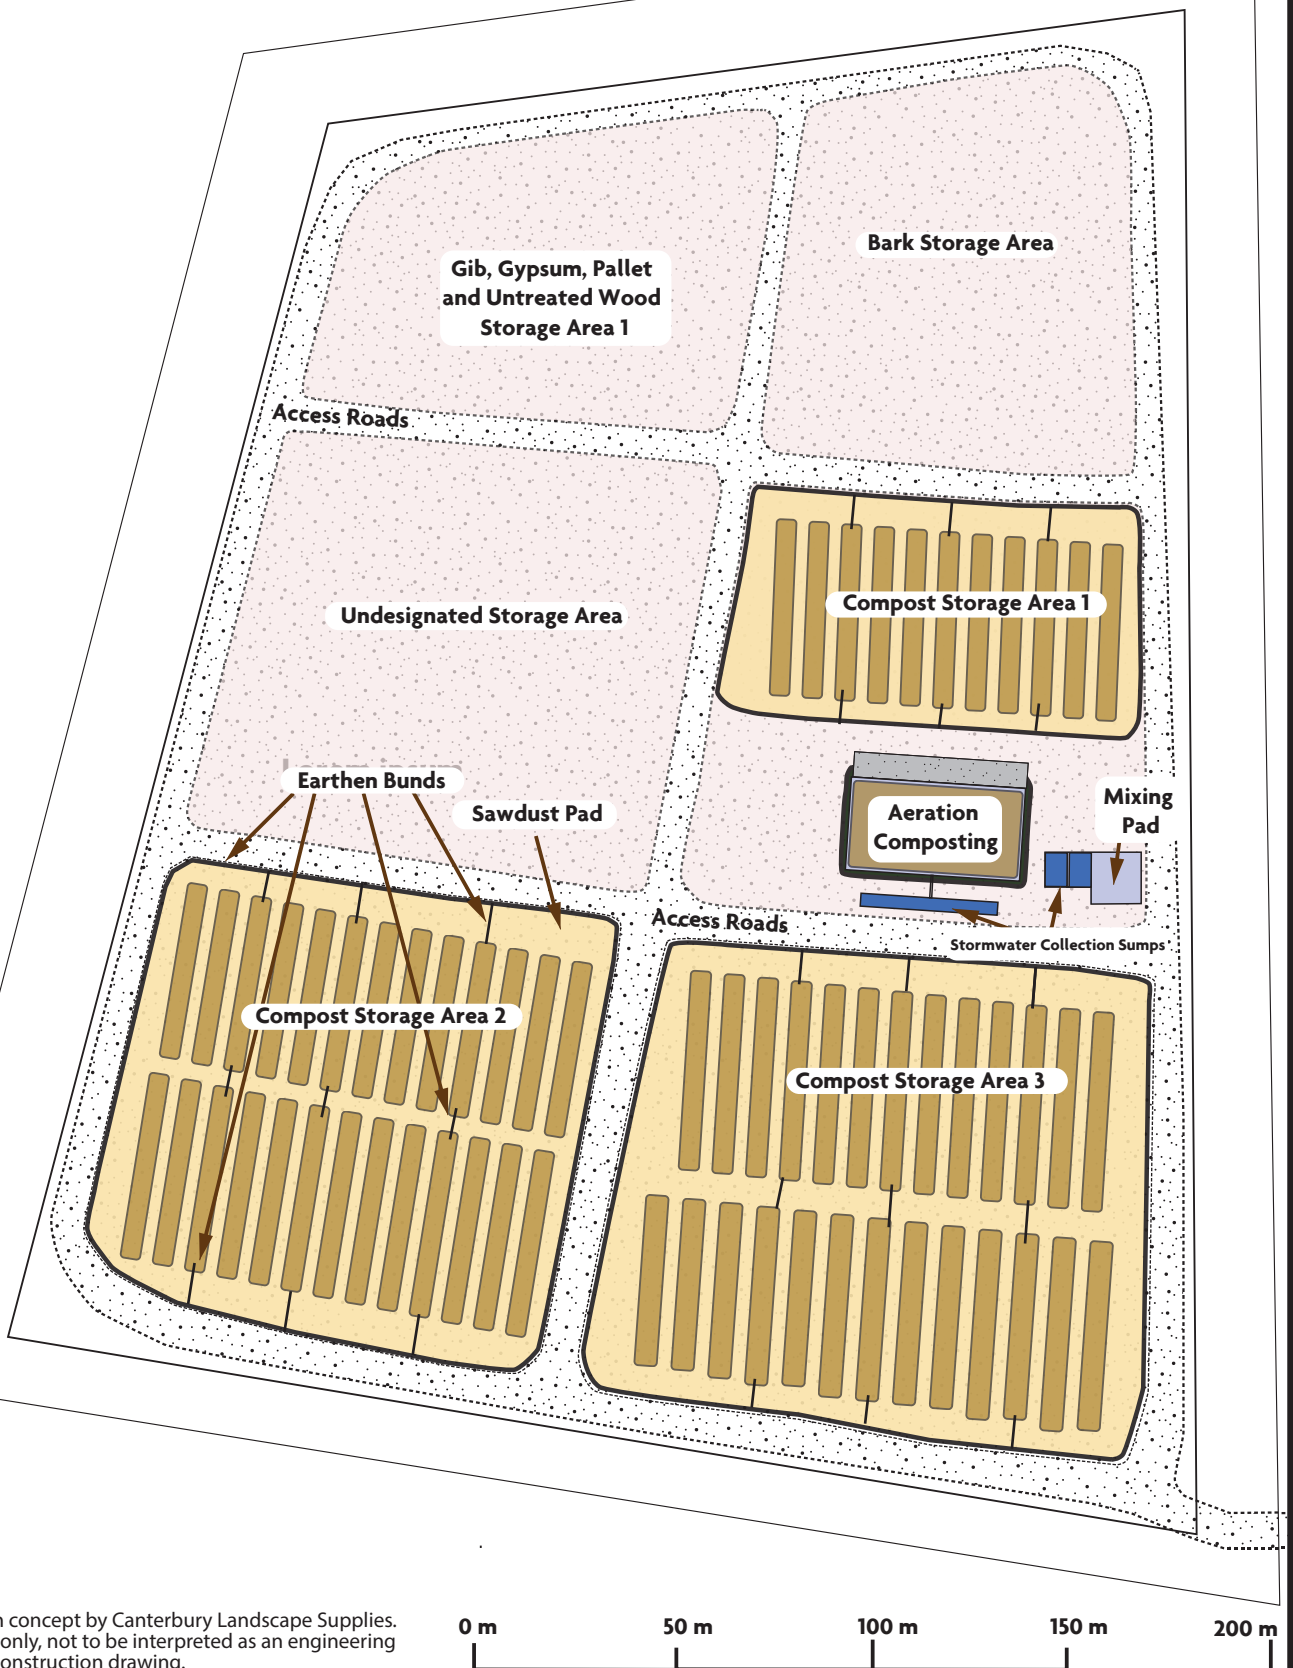 Bark Storage Area
Gib, Gypsum, Pallet
and Untreated Wood
Storage Area 1
Access Roads
Compost Storage Area 1
Undesignated Storage Area
Earthen Bunds
Sawdust Pad
Aeration
Composting
Mixing
Pad
Access Roads
Stormwater Collection Sumps
Compost Storage Area 2
Compost Storage Area 3
concept by Canterbury Landscape Supplies.
only, not to be interpreted as an engineering
onstruction drawing.
0 m
50 m
100 m
150 m
200 m